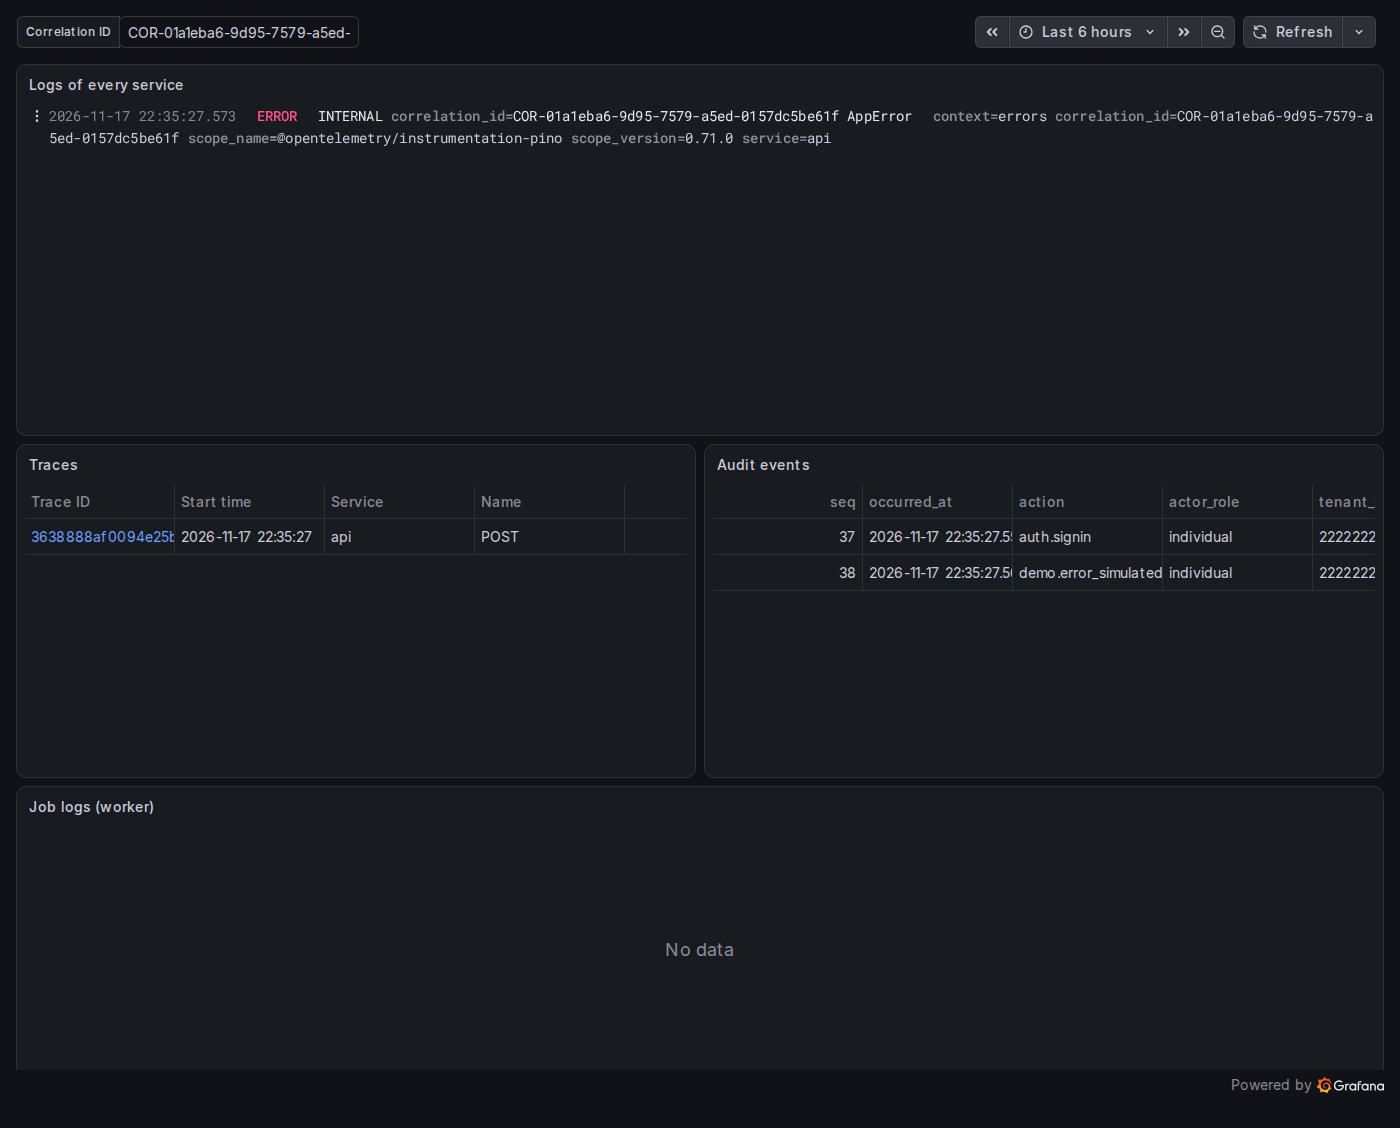 Correlation ID COR-01a1eba6-9d95-7579-a5ed- Last 6 hours Refresh
Logs of every service
2026-11-17 22:35:27.573 ERROR INTERNAL correlation_id=COR-01a1eba6-9d95-7579-a5ed-0157dc5be61f AppError context=errors correlation_id=COR-01a1eba6-9d95-7579-a
5ed-0157dc5be61f scope_name=@opentelemetry/instrumentation-pino scope_version=0.71.0 service=api
Traces
Trace ID Start time Service Name
3638888af0094e25b 2026-11-17 22:35:27 api POST
Audit events
seq occurred_at action actor_role tenant_
37 2026-11-17 22:35:27.5 auth.signin individual 2222222
38 2026-11-17 22:35:27.5 demo.error_simulated individual 2222222
Job logs (worker)
No data
Powered by Grafana